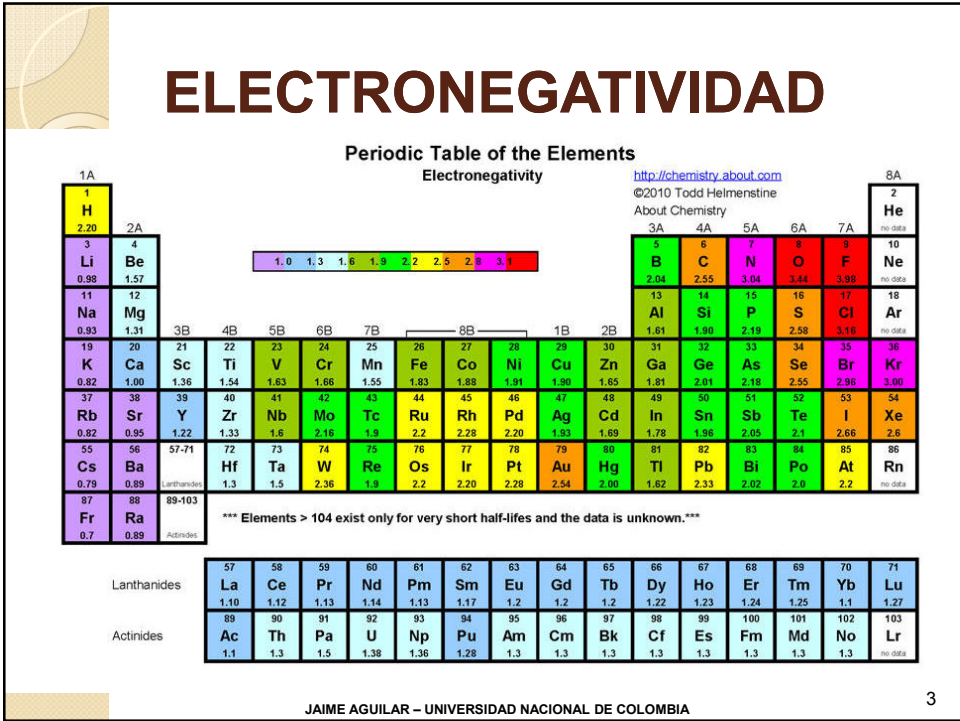 ELECTRONEGATIVIDAD
Periodic Table of the Elements
Electronegativity
http://chemistry.about.com
©2010 Todd Helmenstine
About Chemistry
1A 8A
1 2
H He
2.20 no data
2A 3A 4A 5A 6A 7A
3 4 5 6 7 8 9 10
Li Be B C N O F Ne
0.98 1.57 2.04 2.55 3.04 3.44 3.98 no data
1.0 1.3 1.6 1.9 2.2 2.5 2.8 3.1
11 12 13 14 15 16 17 18
Na Mg Al Si P S Cl Ar
0.93 1.31 1.61 1.90 2.19 2.58 3.16 no data
3B 4B 5B 6B 7B 8B 1B 2B
19 20 21 22 23 24 25 26 27 28 29 30 31 32 33 34 35 36
K Ca Sc Ti V Cr Mn Fe Co Ni Cu Zn Ga Ge As Se Br Kr
0.82 1.00 1.36 1.54 1.63 1.66 1.55 1.83 1.88 1.91 1.90 1.65 1.81 2.01 2.18 2.55 2.96 3.00
37 38 39 40 41 42 43 44 45 46 47 48 49 50 51 52 53 54
Rb Sr Y Zr Nb Mo Tc Ru Rh Pd Ag Cd In Sn Sb Te I Xe
0.82 0.95 1.22 1.33 1.6 2.16 1.9 2.2 2.28 2.20 1.93 1.69 1.78 1.96 2.05 2.1 2.66 2.6
55 56 57-71 72 73 74 75 76 77 78 79 80 81 82 83 84 85 86
Cs Ba Hf Ta W Re Os Ir Pt Au Hg Tl Pb Bi Po At Rn
0.79 0.89 Lanthanides 1.3 1.5 2.36 1.9 2.2 2.20 2.28 2.54 2.00 1.62 2.33 2.02 2.0 2.2 no data
87 88 89-103
Fr Ra
0.7 0.89 Actinides
*** Elements > 104 exist only for very short half-lifes and the data is unknown.***
57 58 59 60 61 62 63 64 65 66 67 68 69 70 71
Lanthanides La Ce Pr Nd Pm Sm Eu Gd Tb Dy Ho Er Tm Yb Lu
1.10 1.12 1.13 1.14 1.13 1.17 1.2 1.2 1.2 1.22 1.23 1.24 1.25 1.1 1.27
89 90 91 92 93 94 95 96 97 98 99 100 101 102 103
Actinides Ac Th Pa U Np Pu Am Cm Bk Cf Es Fm Md No Lr
1.1 1.3 1.5 1.38 1.36 1.28 1.3 1.3 1.3 1.3 1.3 1.3 1.3 1.3 no data
JAIME AGUILAR – UNIVERSIDAD NACIONAL DE COLOMBIA
3